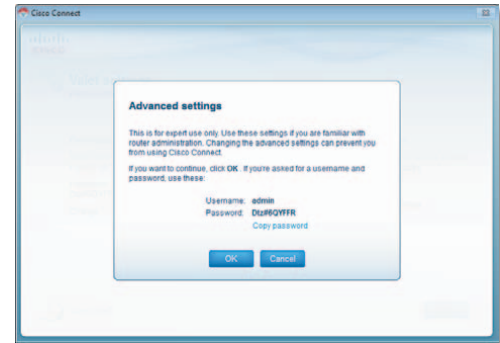 Cisco Connect
Advanced settings
This is for expert use only. Use these settings if you are familiar with
router administration. Changing the advanced settings can prevent you
from using Cisco Connect.
If you want to continue, click OK . If you're asked for a username and
password, use these:
Username: admin
Password: Dtz#6QYFFR
Copy password
OK Cancel